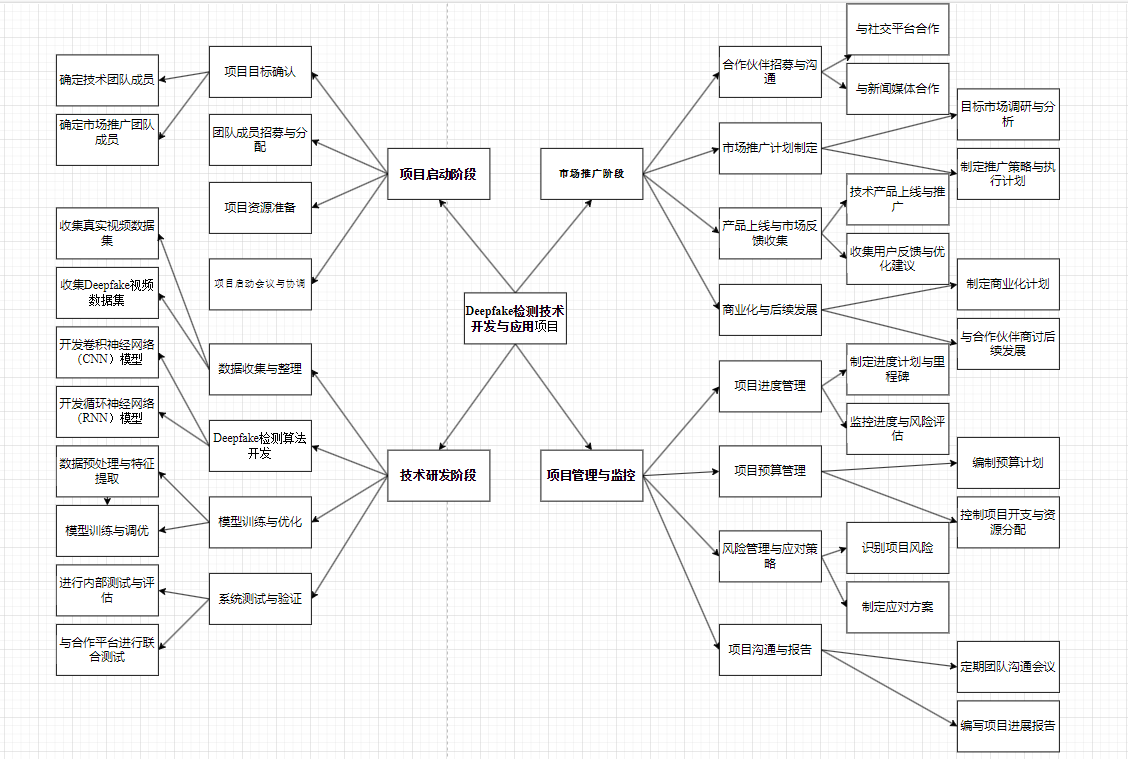 与社交平台合作
项目目标确认
合作伙伴招募与沟
通
确定技术团队成员
与新闻媒体合作
目标市场调研与分
析
确定市场推广团队
成员
团队成员招募与分
配
市场推广计划制定
项目启动阶段
市场推广阶段
制定推广策略与执
行计划
技术产品上线与推
广
项目资源准备
收集真实视频数据
集
产品上线与市场反
馈收集
收集用户反馈与优
化建议
收集Deepfake视频
数据集
项目启动会议与协调
制定商业化计划
Deepfake检测技术
开发与应用项目
商业化与后续发展
开发卷积神经网络
（CNN）模型
与合作伙伴商讨后
续发展
数据收集与整理
制定进度计划与里
程碑
项目进度管理
开发循环神经网络
（RNN）模型
监控进度与风险评
估
Deepfake检测算法
开发
数据预处理与特征
提取
技术研发阶段
项目管理与监控
项目预算管理
编制预算计划
模型训练与优化
模型训练与调优
控制项目开支与资
源分配
风险管理与应对策
略
识别项目风险
进行内部测试与评
估
系统测试与验证
制定应对方案
与合作平台进行联
合测试
项目沟通与报告
定期团队沟通会议
编写项目进展报告